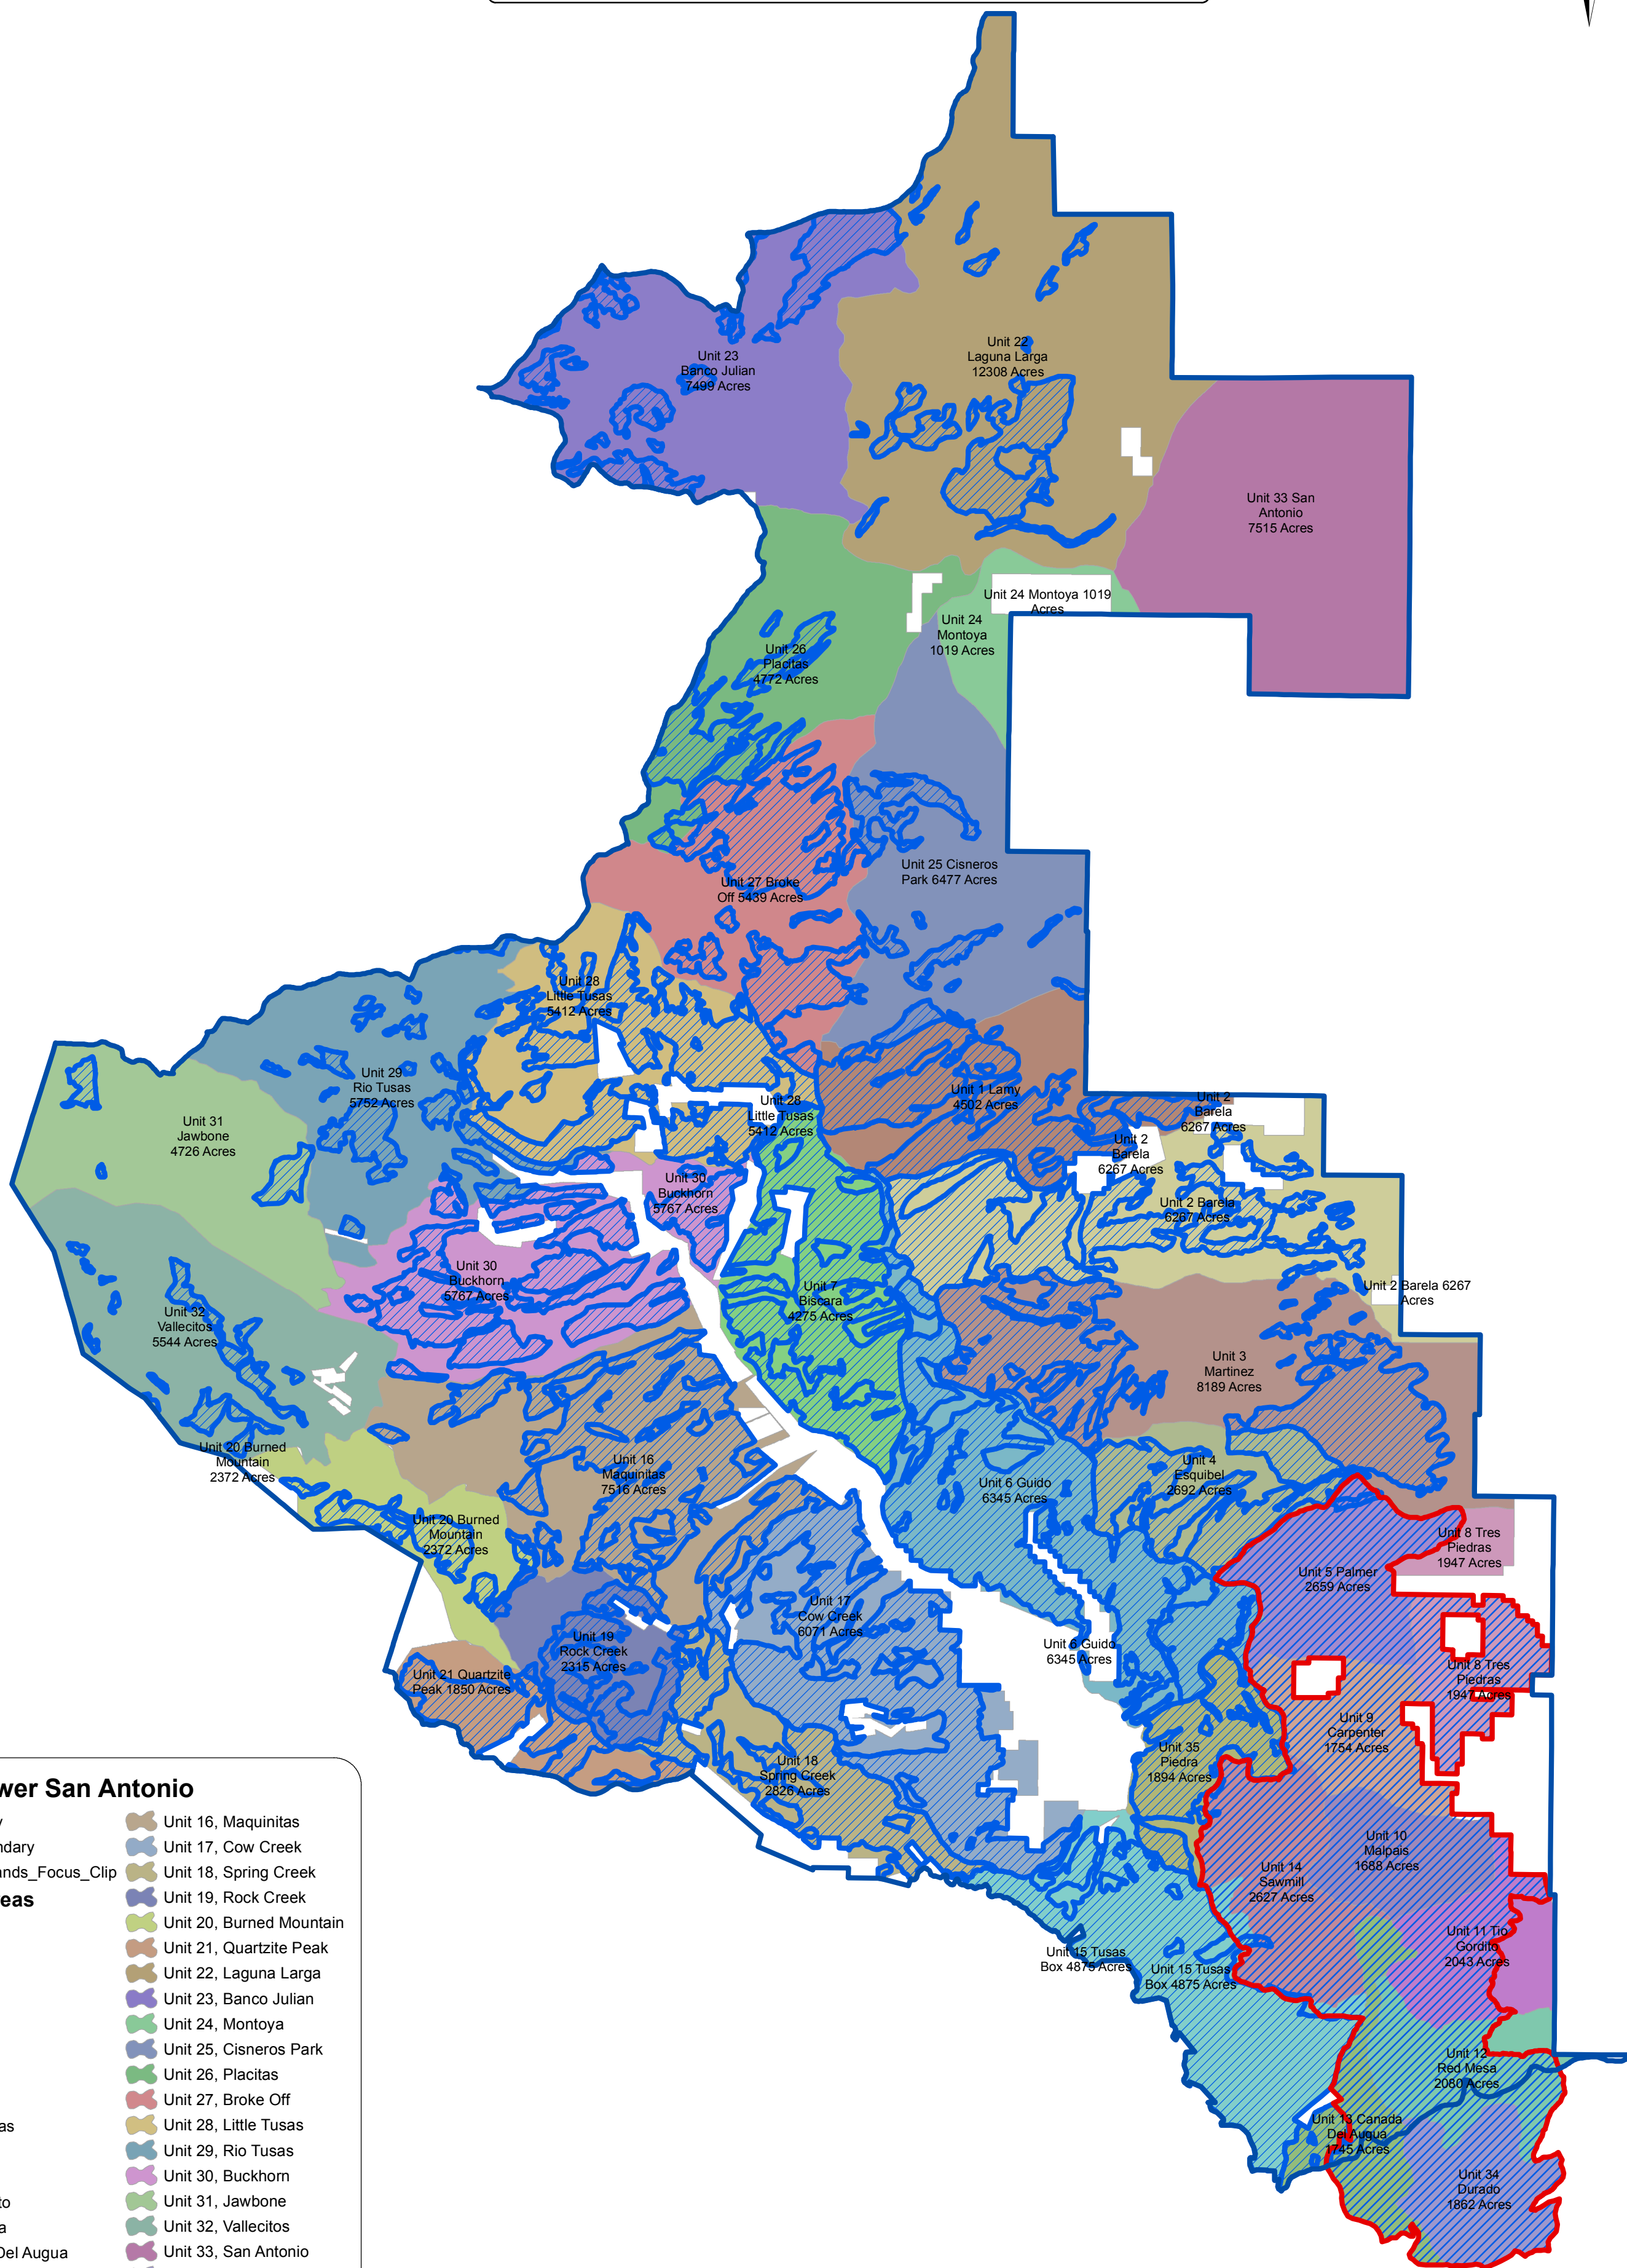 Unit 22
Laguna Larga
12308 Acres
Unit 23
Banco Julian
7499 Acres
Unit 33 San
Antonio
7515 Acres
Unit 24 Montoya 1019
Acres
Unit 24
Montoya
1019 Acres
Unit 26
Placitas
4772 Acres
Unit 25 Cisneros
Park 6477 Acres
Unit 27 Broke
Off 5439 Acres
Unit 28
Little Tusas
5412 Acres
Unit 29
Rio Tusas
5752 Acres
Unit 1 Lamy
4502 Acres
Unit 2
Barela
6267 Acres
Unit 28
Little Tusas
5412 Acres
Unit 31
Jawbone
4726 Acres
Unit 2
Barela
6267 Acres
Unit 30
Buckhorn
5767 Acres
Unit 2 Barela
6267 Acres
Unit 30
Buckhorn
5767 Acres
Unit 7
Biscara
4275 Acres
Unit 2 Barela 6267
Acres
Unit 32
Vallecitos
5544 Acres
Unit 3
Martinez
8189 Acres
Unit 20 Burned
Mountain
2372 Acres
Unit 16
Maquinitas
7516 Acres
Unit 4
Esquibel
2692 Acres
Unit 6 Guido
6345 Acres
Unit 20 Burned
Mountain
2372 Acres
Unit 8 Tres
Piedras
1947 Acres
Unit 5 Palmer
2659 Acres
Unit 17
Cow Creek
6071 Acres
Unit 19
Rock Creek
2315 Acres
Unit 6 Guido
6345 Acres
Unit 21 Quartzite
Peak 1850 Acres
Unit 8 Tres
Piedras
1947 Acres
Unit 9
Carpenter
1754 Acres
Unit 35
Piedra
1894 Acres
Unit 18
Spring Creek
2826 Acres
Unit 10
Malpais
1688 Acres
Unit 14
Sawmill
2627 Acres
Unit 11 Tio
Gordito
2043 Acres
Unit 15 Tusas
Box 4875 Acres
Unit 15 Tusas
Box 4875 Acres
Unit 12
Red Mesa
2080 Acres
Unit 13 Canada
Del Augua
1745 Acres
Unit 34
Durado
1862 Acres
wer San Antonio
y
ndary
ands_Focus_Clip
eas
as
to
a
Del Augua
Unit 16, Maquinitas
Unit 17, Cow Creek
Unit 18, Spring Creek
Unit 19, Rock Creek
Unit 20, Burned Mountain
Unit 21, Quartzite Peak
Unit 22, Laguna Larga
Unit 23, Banco Julian
Unit 24, Montoya
Unit 25, Cisneros Park
Unit 26, Placitas
Unit 27, Broke Off
Unit 28, Little Tusas
Unit 29, Rio Tusas
Unit 30, Buckhorn
Unit 31, Jawbone
Unit 32, Vallecitos
Unit 33, San Antonio